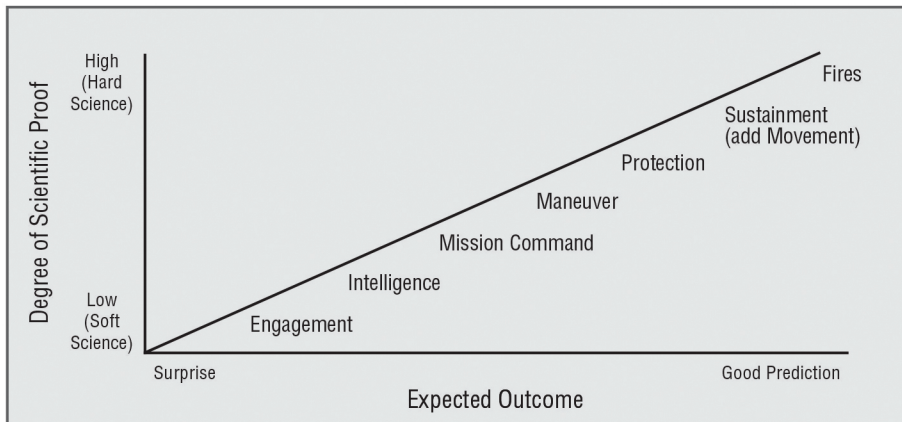 High
(Hard
Science)
Degree of Scientific Proof
Low
(Soft
Science)
Fires
Sustainment
(add Movement)
Protection
Maneuver
Mission Command
Intelligence
Engagement
Surprise
Good Prediction
Expected Outcome